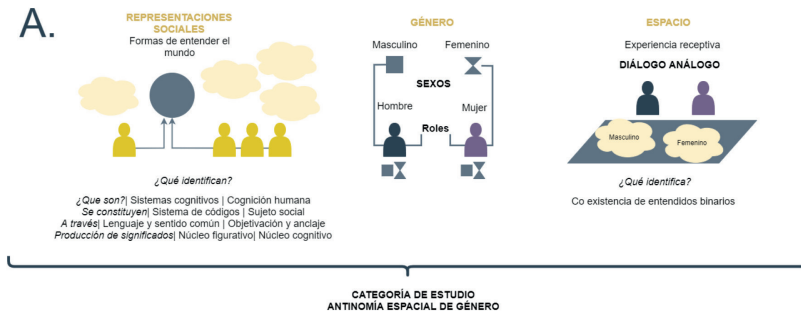 A.
REPRESENTACIONES
SOCIALES
Formas de entender el
mundo
¿Qué identifican?
¿Que son?| Sistemas cognitivos | Cognición humana
Se constituyen| Sistema de códigos | Sujeto social
A través| Lenguaje y sentido común | Objetivación y anclaje
Producción de significados| Núcleo figurativo| Núcleo cognitivo
GÉNERO
Masculino Femenino
SEXOS
Hombre Mujer
Roles
ESPACIO
Experiencia receptiva
DIÁLOGO ANÁLOGO
Masculino
Femenino
¿Qué identifica?
Co existencia de entendidos binarios
CATEGORÍA DE ESTUDIO
ANTINOMÍA ESPACIAL DE GÉNERO